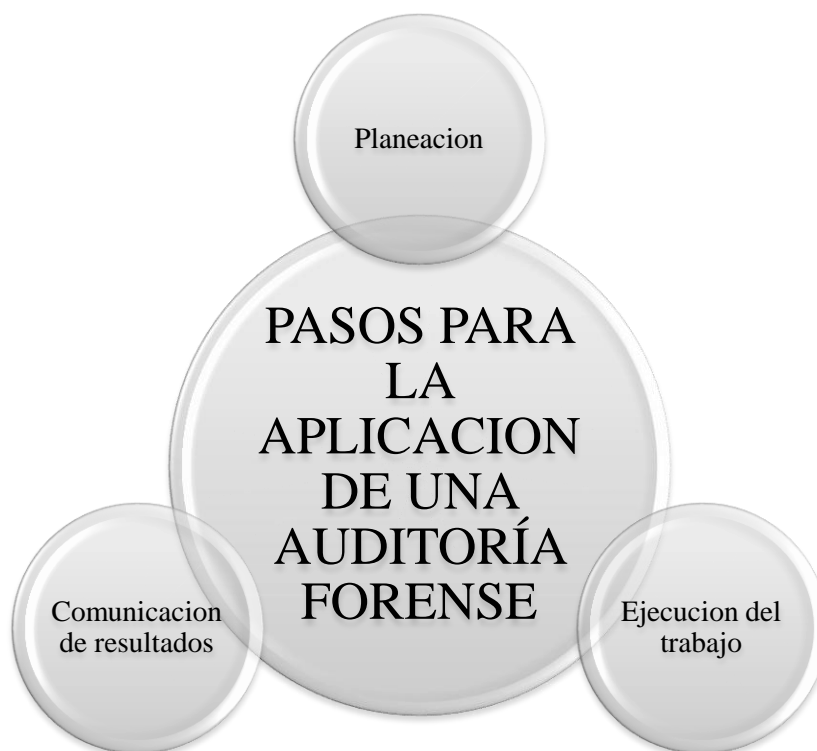 Planeacion
PASOS PARA
LA
APLICACION
DE UNA
AUDITORÍA
FORENSE
Comunicacion
de resultados
Ejecucion del
trabajo